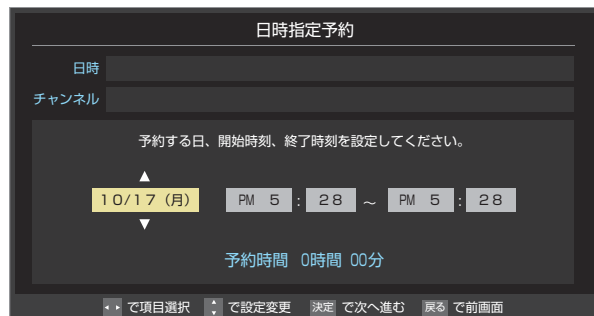 日時指定予約
日時
チャンネル
予約する日、開始時刻、終了時刻を設定してください。
10/17（月） PM 5 : 28 ～ PM 5 : 28
予約時間 0時間 00分
で項目選択 で設定変更 決定 で次へ進む 戻る で前画面